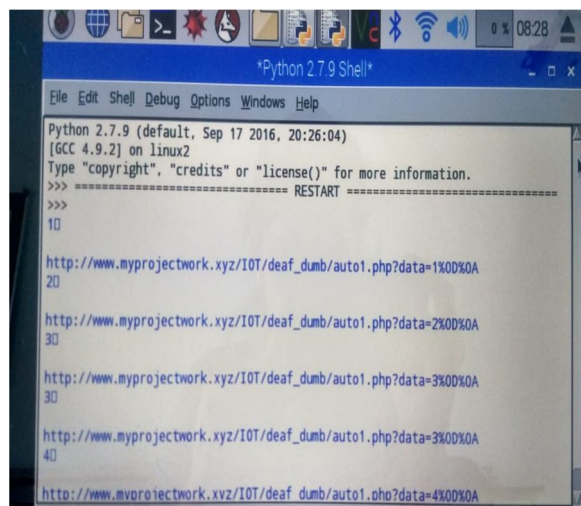 0 % 08:28
*Python 2.7.9 Shell*
File Edit Shell Debug Options Windows Help
Python 2.7.9 (default, Sep 17 2016, 20:26:04)
[GCC 4.9.2] on linux2
Type "copyright", "credits" or "license()" for more information.
>>> ================================ RESTART ================================
>>>
1
http://www.myprojectwork.xyz/IOT/deaf_dumb/auto1.php?data=1%0D%0A
2
http://www.myprojectwork.xyz/IOT/deaf_dumb/auto1.php?data=2%0D%0A
3
http://www.myprojectwork.xyz/IOT/deaf_dumb/auto1.php?data=3%0D%0A
3
http://www.myprojectwork.xyz/IOT/deaf_dumb/auto1.php?data=3%0D%0A
4
http://www.myprojectwork.xyz/IOT/deaf_dumb/auto1.php?data=4%0D%0A